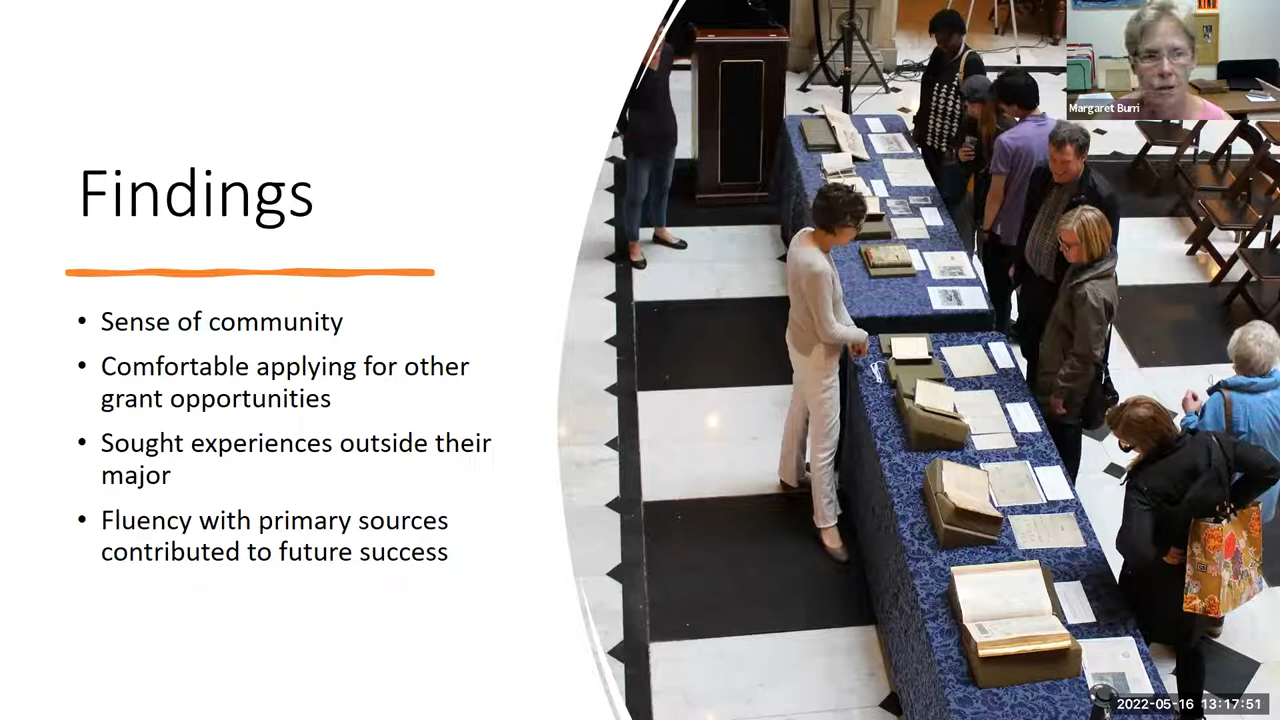 Findings
• Sense of community
• Comfortable applying for other
grant opportunities
• Sought experiences outside their
major
• Fluency with primary sources
contributed to future success
Margaret Burri
2022-05-16 13:17:51